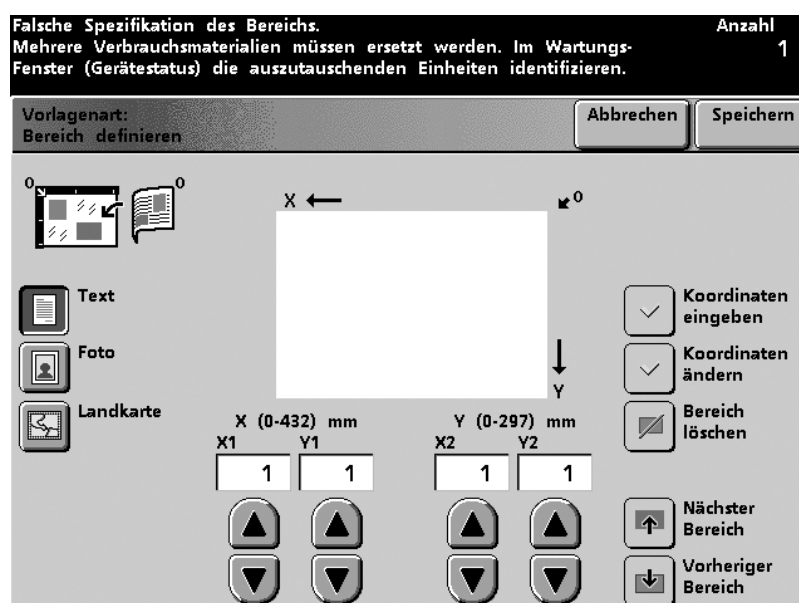 Falsche Spezifikation des Bereichs.
Mehrere Verbrauchsmaterialien müssen ersetzt werden. Im Wartungs-
Fenster (Gerätestatus) die auszutauschenden Einheiten identifizieren.
Anzahl
1
Vorlagenart:
Bereich definieren
Abbrechen
Speichern
0
0
X
0
Text
Foto
Landkarte
Y
Koordinaten
eingeben
Koordinaten
ändern
Bereich
löschen
X (0-432) mm
Y (0-297) mm
X1 Y1 X2 Y2
1 1 1 1
Nächster
Bereich
Vorheriger
Bereich